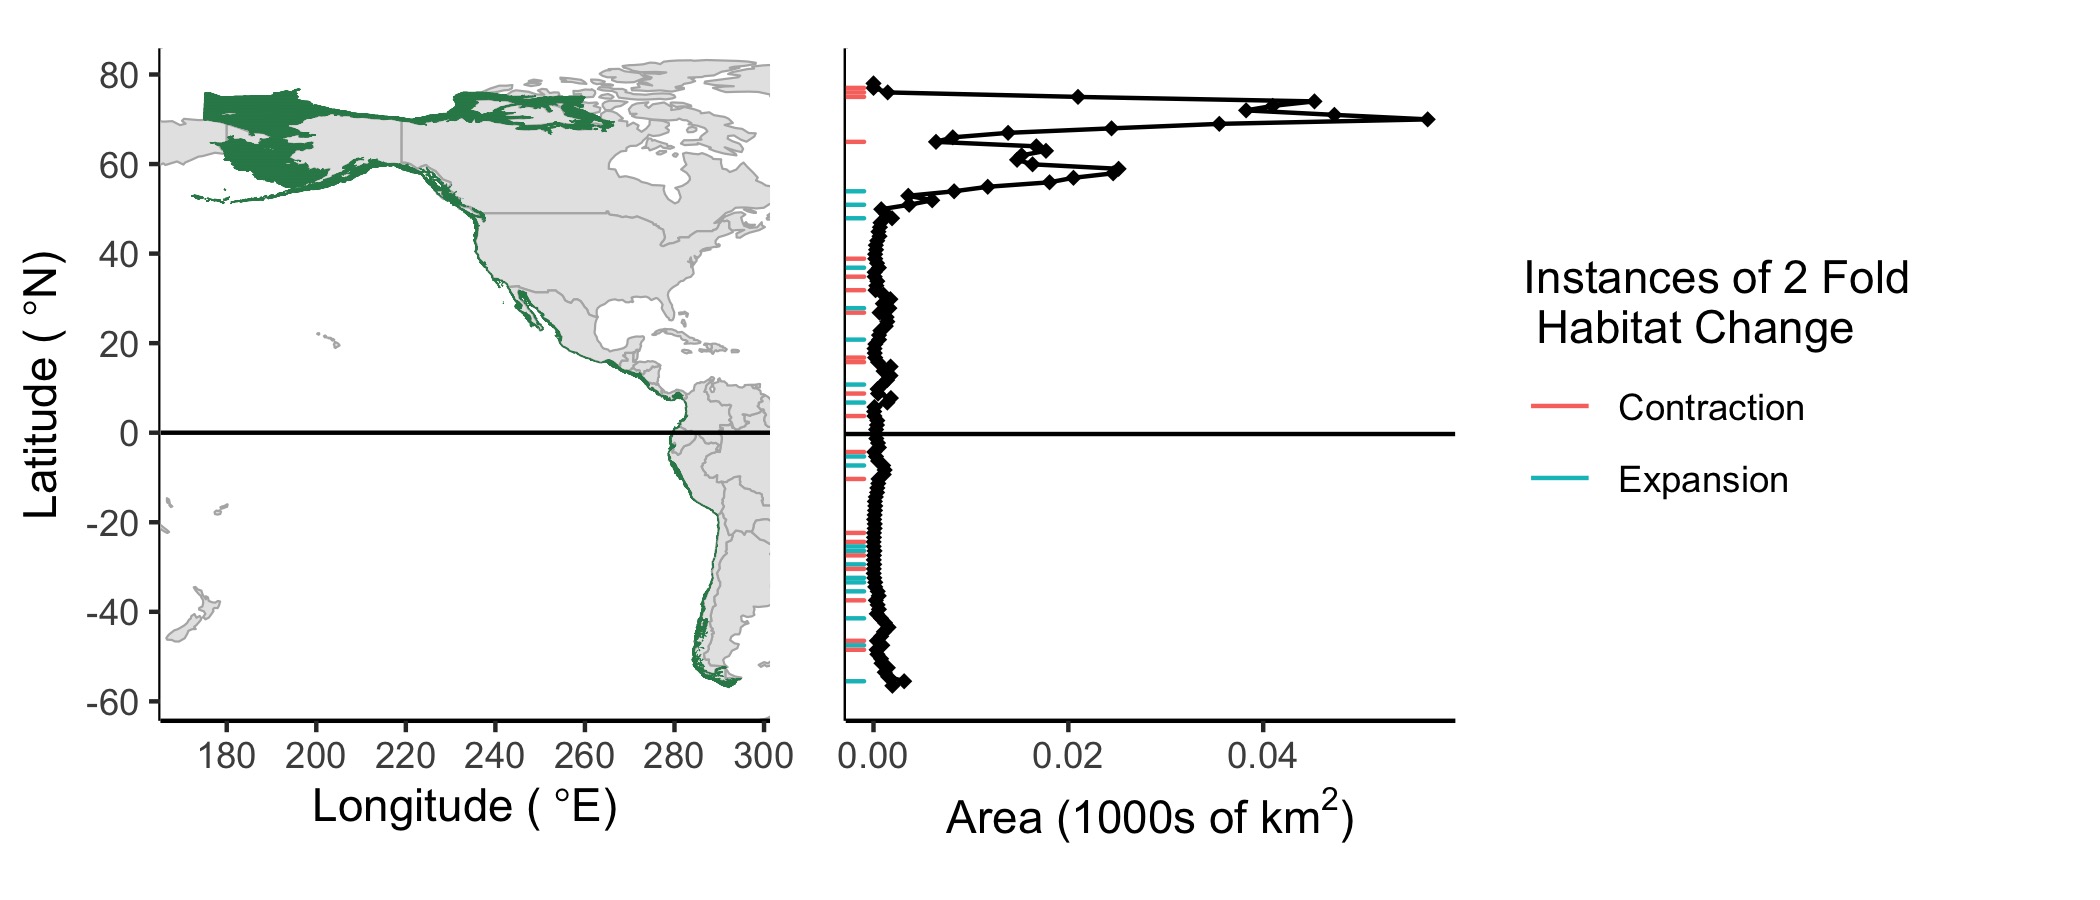 Latitude ( °N)
80
60
40
20
0
-20
-40
-60
180 200 220 240 260 280 300
Longitude ( °E)
0.00 0.02 0.04
Area (1000s of km²)
Instances of 2 Fold
Habitat Change
Contraction
Expansion